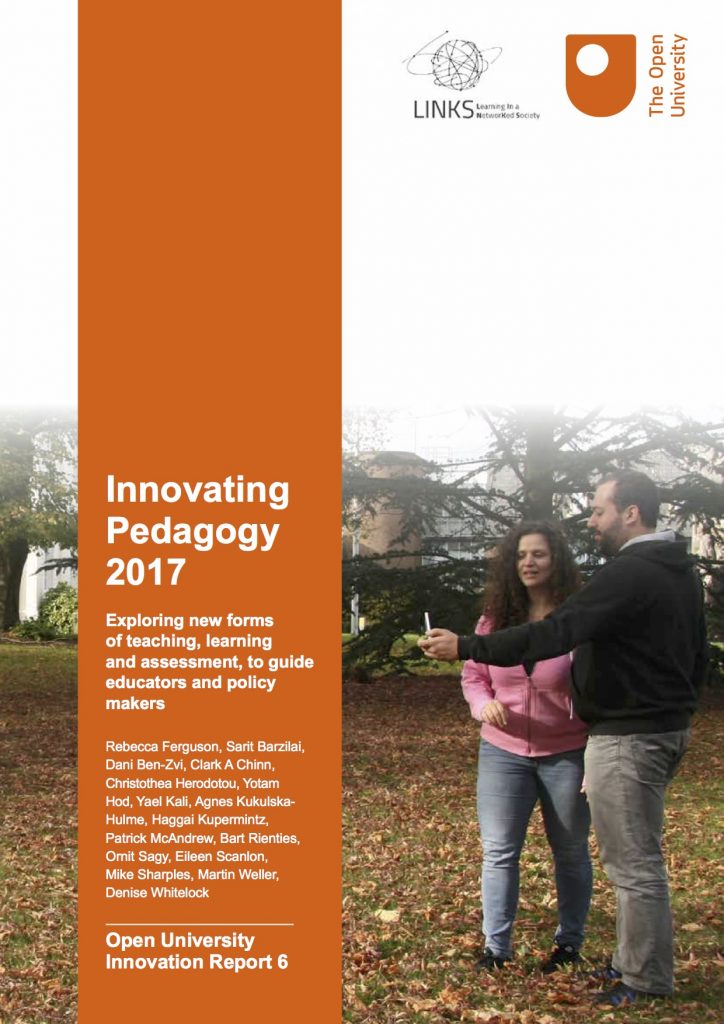 LINKS Learning In a
NetworKed Society
The Open
University
Innovating
Pedagogy
2017
Exploring new forms
of teaching, learning
and assessment, to guide
educators and policy
makers
Rebecca Ferguson, Sarit Barzilai,
Dani Ben-Zvi, Clark A Chinn,
Christothea Herodotou, Yotam
Hod, Yael Kali, Agnes Kukulska-
Hulme, Haggai Kupermintz,
Patrick McAndrew, Bart Rienties,
Ornit Sagy, Eileen Scanlon,
Mike Sharples, Martin Weller,
Denise Whitelock
Open University
Innovation Report 6